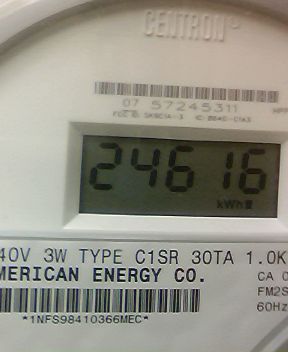 CENTRON®
07 57245311
24616
kWh
40V 3W TYPE C1SR 30TA 1.0K
MERICAN ENERGY CO.
CA 0
FM2S
60Hz
*1NFS98410366MEC*